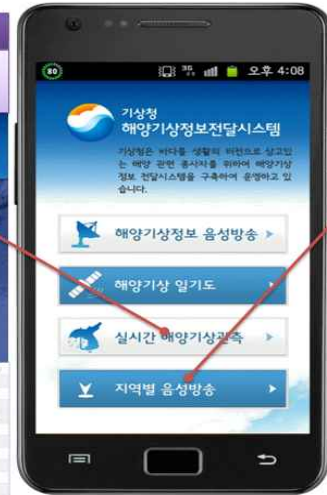 80
3G
오후 4:08
기상청
해양기상정보전달시스템
기상청은 바다를 생활의 터전으로 삼고있
는 해양 관련 종사자를 위하여 해양기상
정보 전달시스템을 구축하여 운영하고 있
습니다.
해양기상정보 음성방송
해양기상 일기도
실시간 해양기상관측
지역별 음성방송